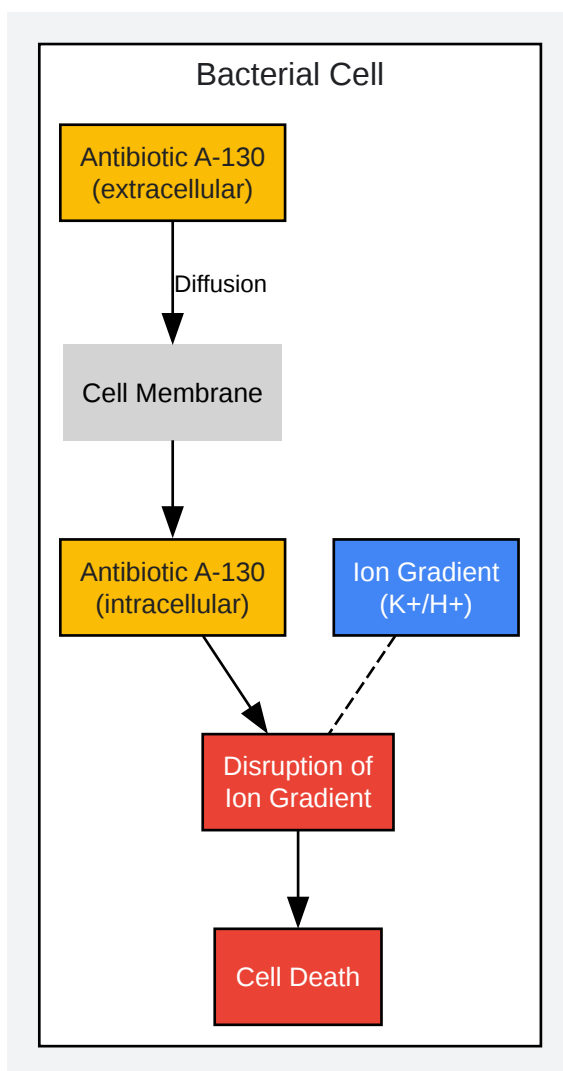 Bacterial Cell
Antibiotic A-130
(extracellular)
Diffusion
Cell Membrane
Antibiotic A-130
(intracellular)
Ion Gradient
(K+/H+)
Disruption of
Ion Gradient
Cell Death